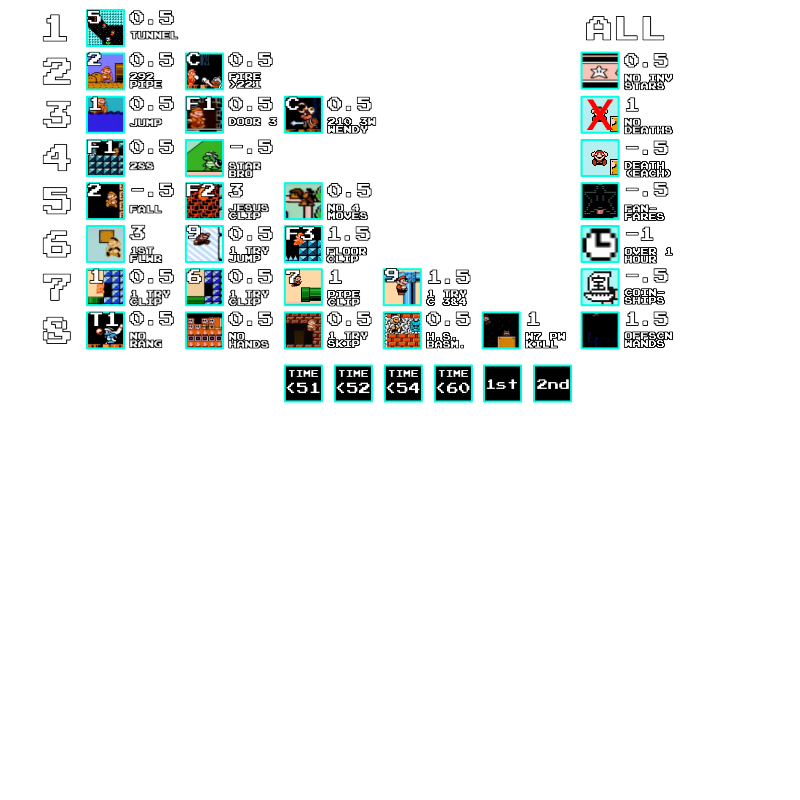 1 5 0.5 TUNNEL ALL
2 2 0.5 292 PIPE C 0.5 FIRE >221 0.5 NO INV STARS
3 1 0.5 JUMP F1 0.5 DOOR 3 C 0.5 210 3W WENDY 1 NO DEATHS
4 F1 0.5 2SS -.5 STAR BRO -.5 DEATH (EACH)
5 2 -.5 FALL F2 3 JESUS CLIP 0.5 NO 4 MOVES -.5 FAN-FARES
6 3 1ST FLWR 9 0.5 1 TRY JUMP F3 1.5 FLOOR CLIP -1 OVER 1 HOUR
7 1 0.5 1 TRY CLIP 6 0.5 1 TRY CLIP 7 1 PIPE CLIP 9 1.5 1 TRY G 3&4 -.5 COIN-SHIPS
8 T1 0.5 NO RANG 0.5 NO HANDS 0.5 1 TRY SKIP 0.5 H.S. BASH. 1 W7 PW KILL 1.5 OFFSCN WANDS
TIME <51 TIME <52 TIME <54 TIME <60 1st 2nd